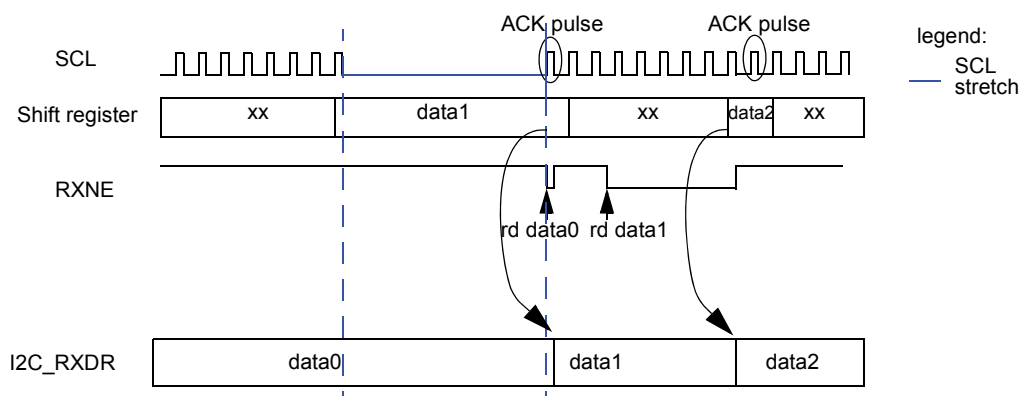 ACK pulse
ACK pulse
legend:
SCL
SCL
stretch
Shift register
xx
data1
xx
data2
xx
RXNE
rd data0
rd data1
I2C_RXDR
data0
data1
data2